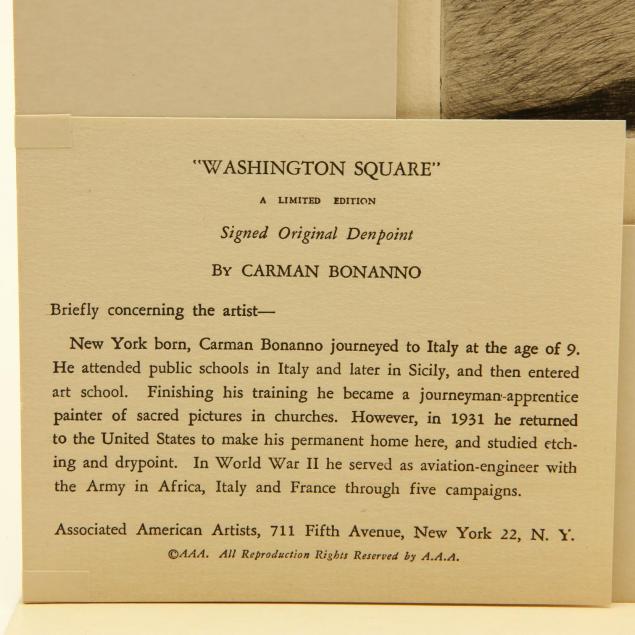 "WASHINGTON SQUARE"
A LIMITED EDITION
Signed Original Denpoint
By CARMAN BONANNO
Briefly concerning the artist—
New York born, Carman Bonanno journeyed to Italy at the age of 9.
He attended public schools in Italy and later in Sicily, and then entered
art school. Finishing his training he became a journeyman-apprentice
painter of sacred pictures in churches. However, in 1931 he returned
to the United States to make his permanent home here, and studied etch-
ing and drypoint. In World War II he served as aviation-engineer with
the Army in Africa, Italy and France through five campaigns.
Associated American Artists, 711 Fifth Avenue, New York 22, N. Y.
©AAA. All Reproduction Rights Reserved by A.A.A.